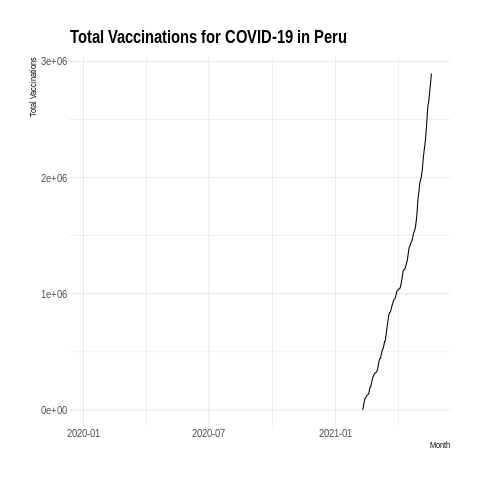 Total Vaccinations for COVID-19 in Peru
Total Vaccinations
3e+06
2e+06
1e+06
0e+00
2020-01 2020-07 2021-01
Month